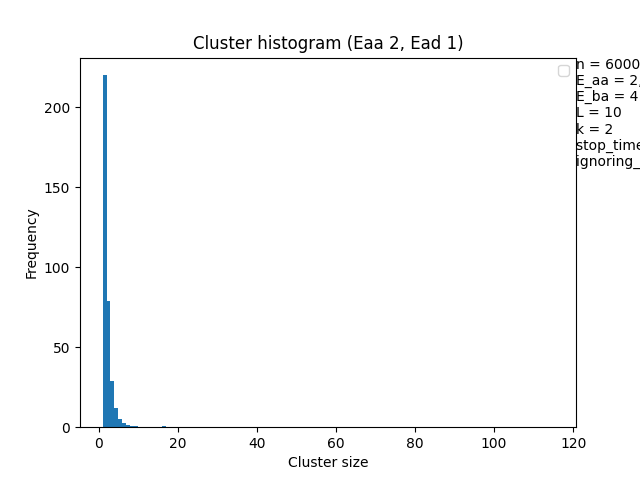 Cluster histogram (Eaa 2, Ead 1)
n = 6000
E_aa = 2,
E_ba = 4
L = 10
k = 2
stop_time
ignoring_
Frequency
200
150
100
50
0
0 20 40 60 80 100 120
Cluster size